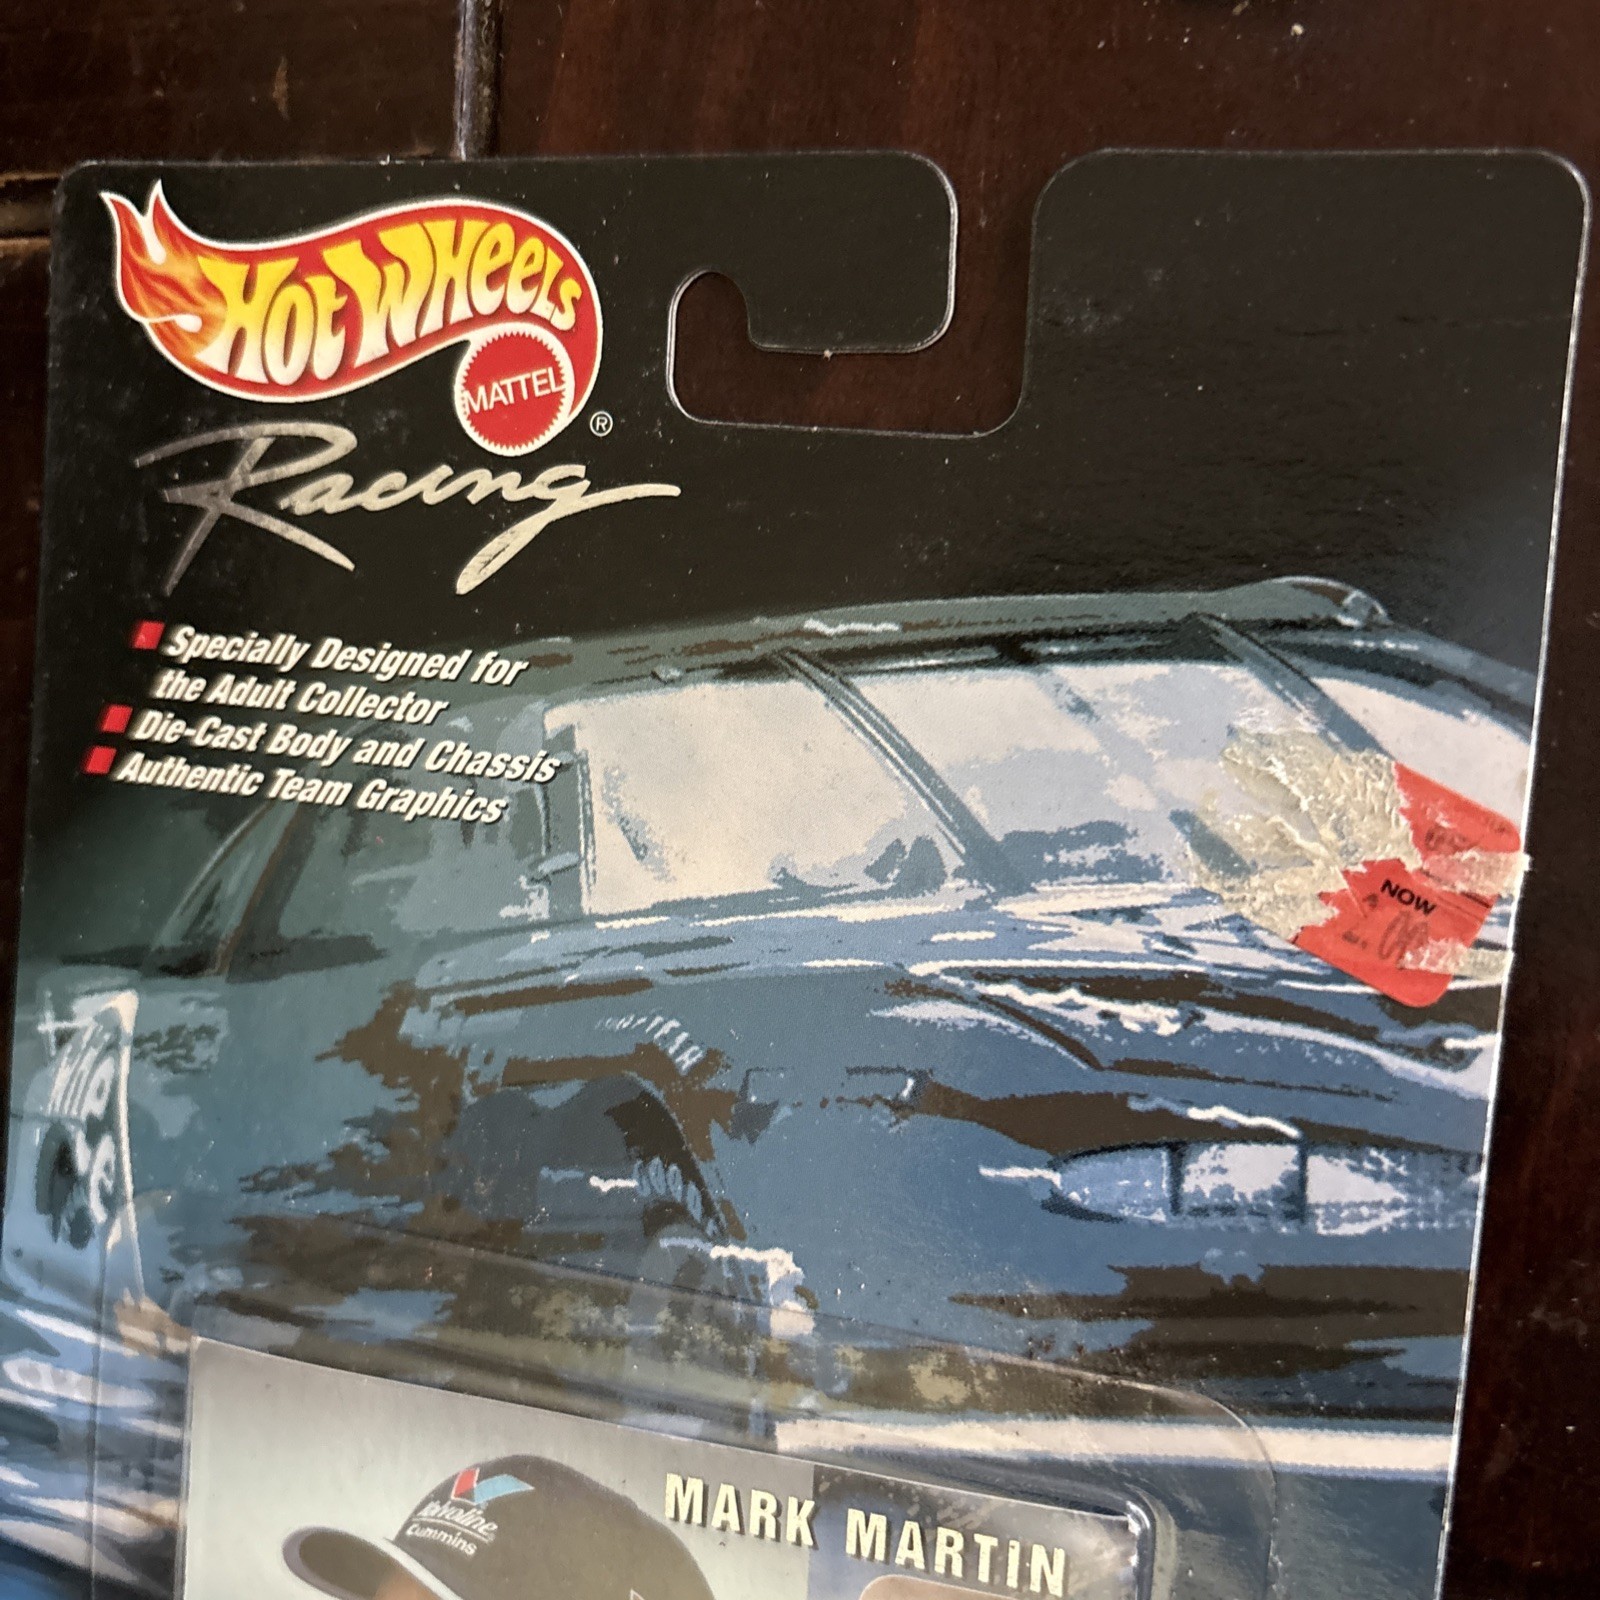 HOT WHEELS
MATTEL
®
Racing
Specially Designed for
the Adult Collector
Die-Cast Body and Chassis
Authentic Team Graphics
NOW
Valvoline
Cummins
MARK MARTIN